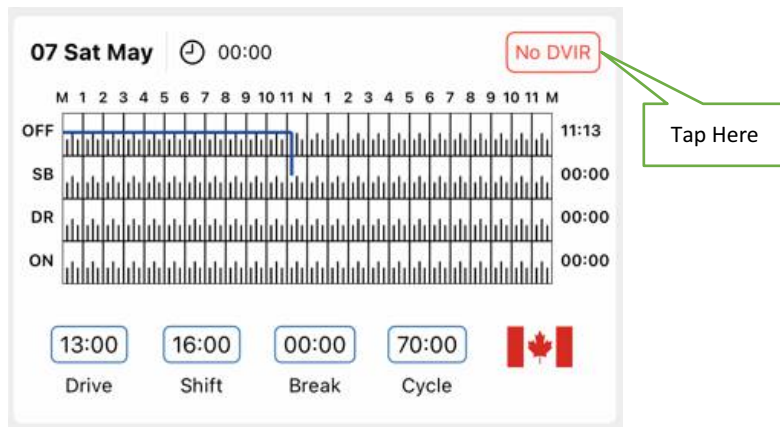 07 Sat May 00:00 No DVIR
M 1 2 3 4 5 6 7 8 9 10 11 N 1 2 3 4 5 6 7 8 9 10 11 M
OFF 11:13
Tap Here
SB 00:00
DR 00:00
ON 00:00
13:00 16:00 00:00 70:00
Drive Shift Break Cycle